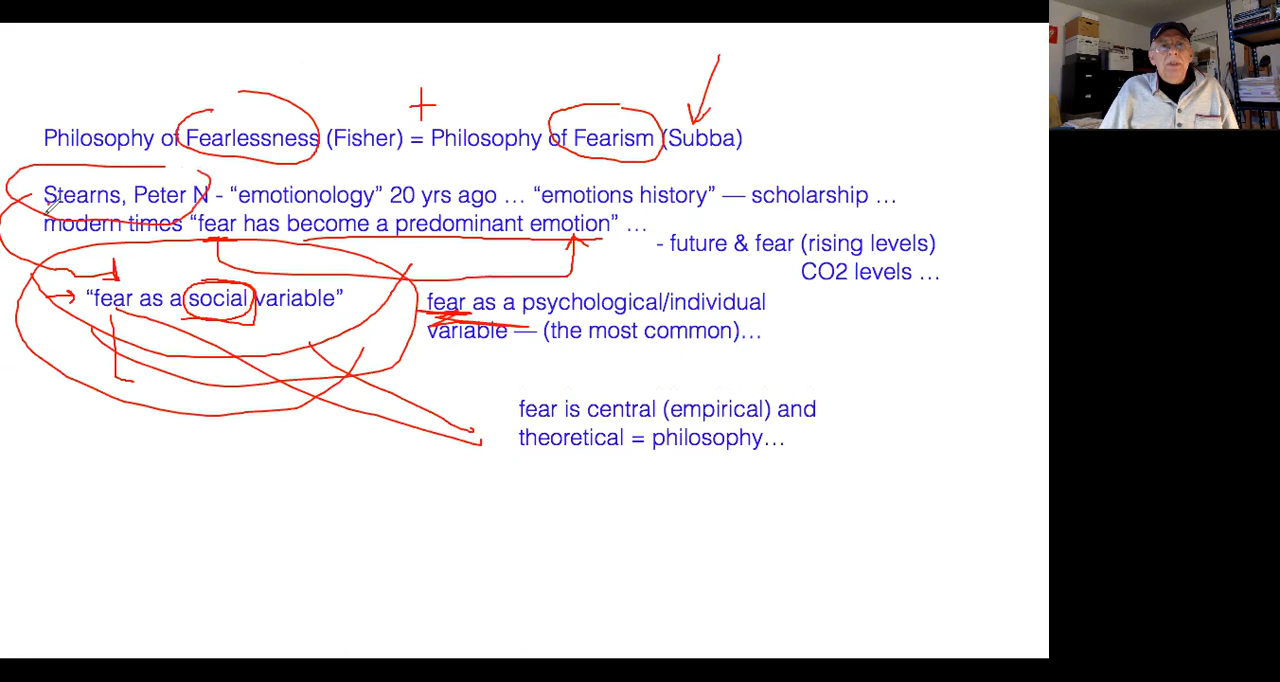 Philosophy of Fearlessness (Fisher) = Philosophy of Fearism (Subba)
+
Stearns, Peter N - “emotionology” 20 yrs ago … “emotions history” — scholarship …
modern times “fear has become a predominant emotion” …
- future & fear (rising levels)
CO2 levels …
“fear as a social variable”
fear as a psychological/individual
variable — (the most common)…
fear is central (empirical) and
theoretical = philosophy…